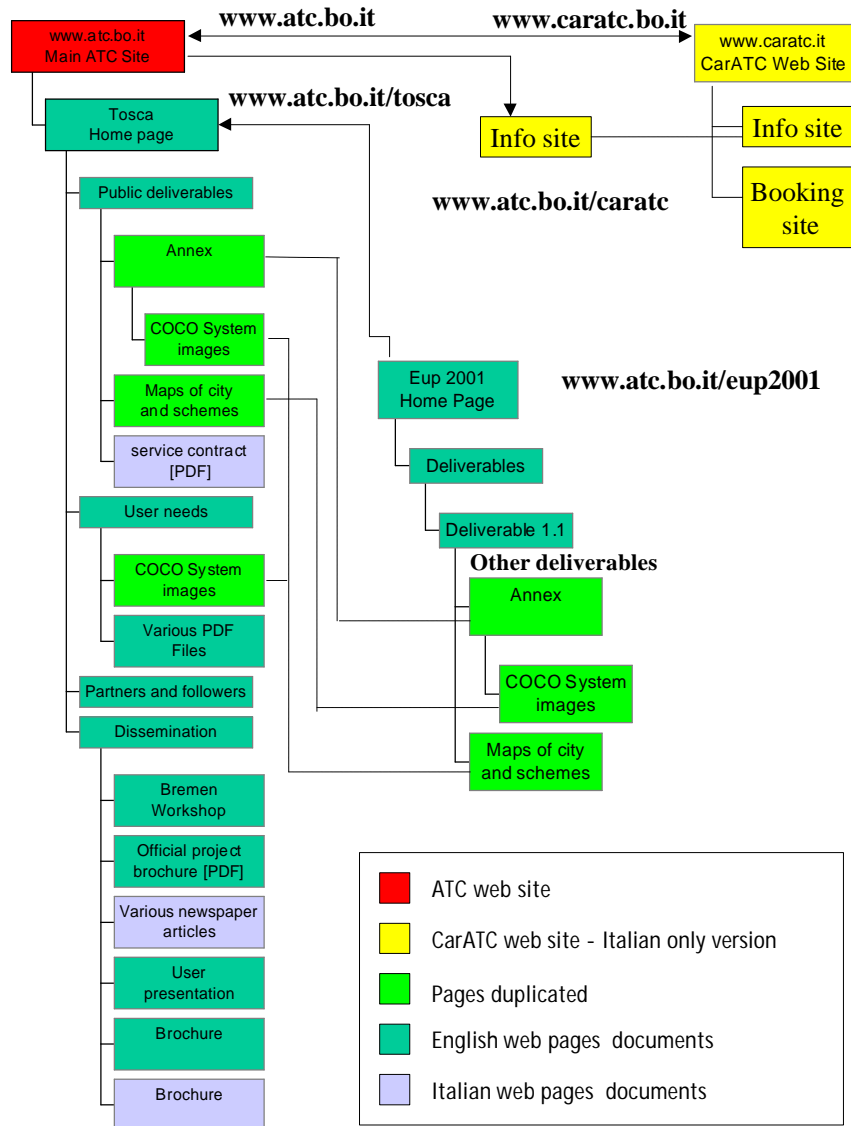 www.atc.bo.it
www.caratc.bo.it
www.atc.bo.it
Main ATC Site
www.caratc.it
CarATC Web Site
www.atc.bo.it/tosca
Tosca
Home page
Info site
Info site
Public deliverables
www.atc.bo.it/caratc
Booking
site
Annex
COCO System
images
Eup 2001
Home Page
www.atc.bo.it/eup2001
Maps of city
and schemes
service contract
[PDF]
Deliverables
User needs
Deliverable 1.1
Other deliverables
COCO System
images
Annex
Various PDF
Files
Partners and followers
COCO System
images
Dissemination
Maps of city
and schemes
Bremen
Workshop
Official project
brochure [PDF]
Various newspaper
articles
User
presentation
Brochure
Brochure
ATC web site
CarATC web site - Italian only version
Pages duplicated
English web pages documents
Italian web pages documents